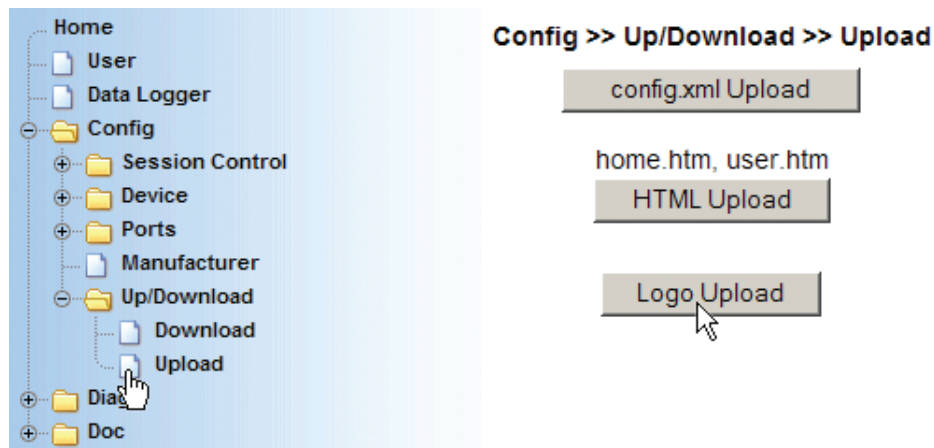 Home
User
Data Logger
Config
Session Control
Device
Ports
Manufacturer
Up/Download
Download
Upload
Doc
Config >> Up/Download >> Upload
config.xml Upload
home.htm, user.htm
HTML Upload
Logo Upload